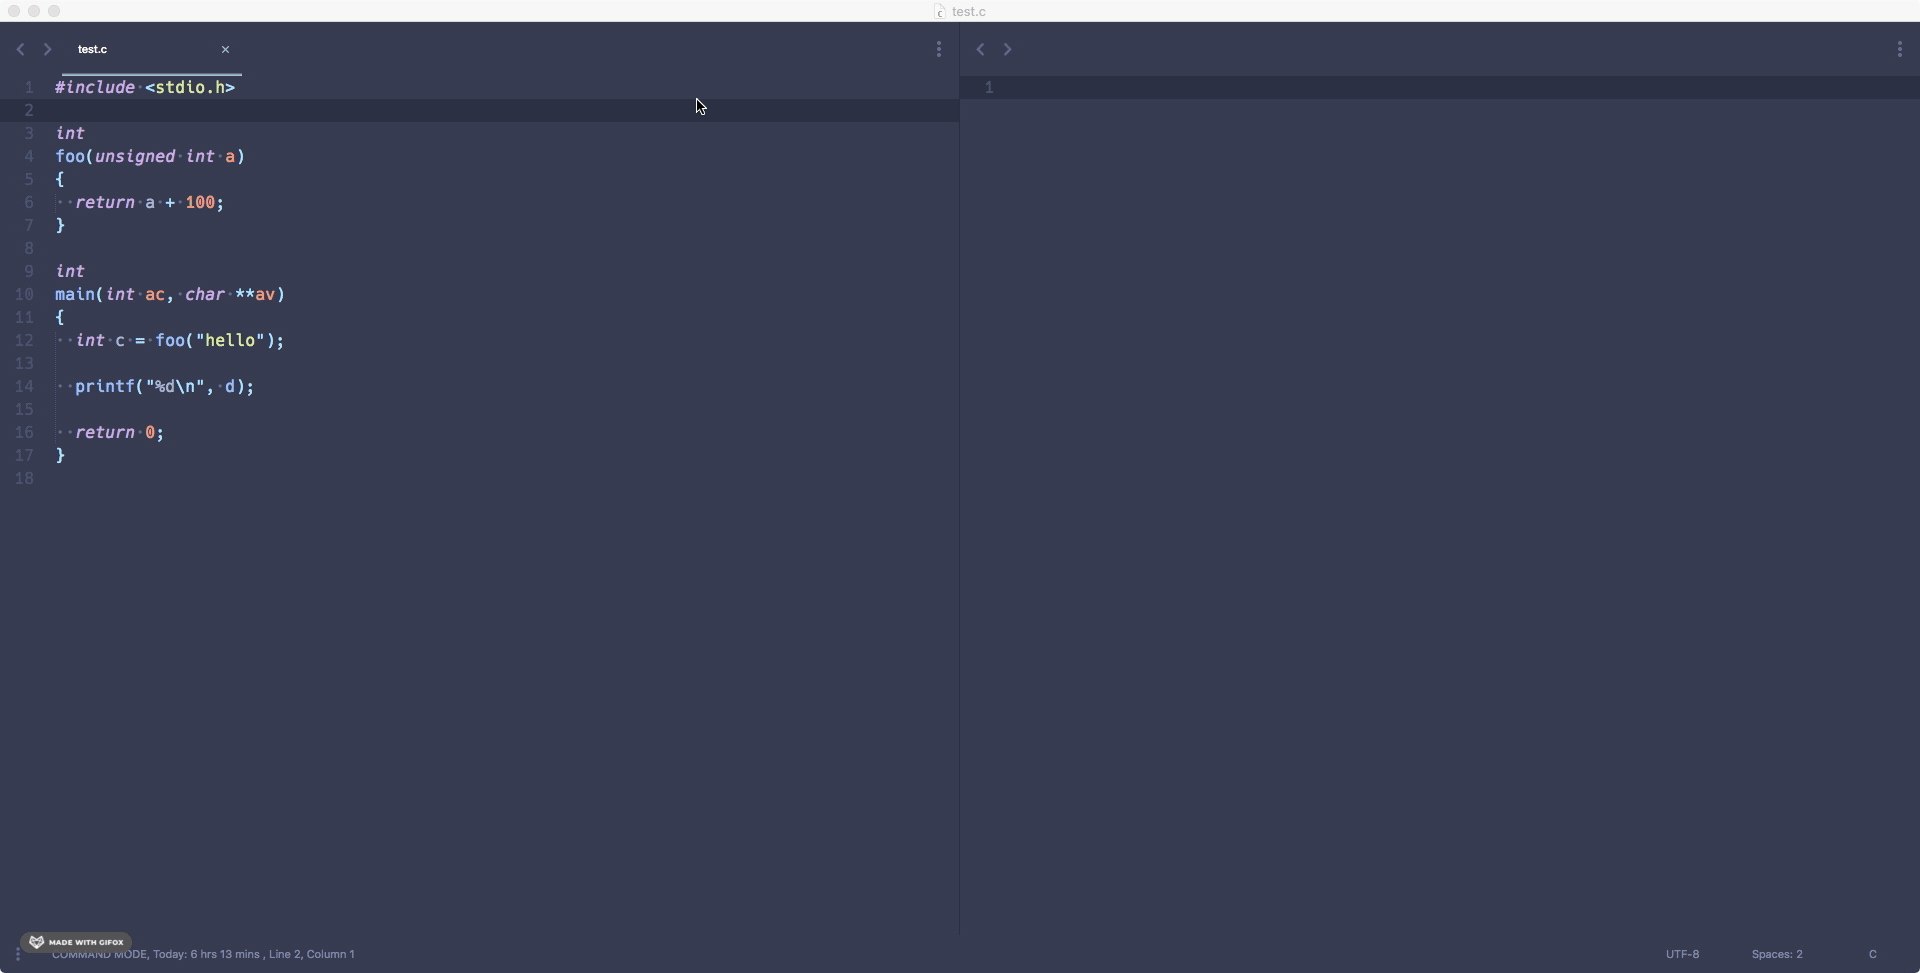 test.c
test.c ×
1 #include <stdio.h>
2
3 int
4 foo(unsigned int a)
5 {
6   return a + 100;
7 }
8
9 int
10 main(int ac, char **av)
11 {
12   int c = foo("hello");
13
14   printf("%d\n", d);
15
16   return 0;
17 }
18
1
MADE WITH GIFOX
COMMAND MODE, Today: 6 hrs 13 mins , Line 2, Column 1
UTF-8 Spaces: 2 C